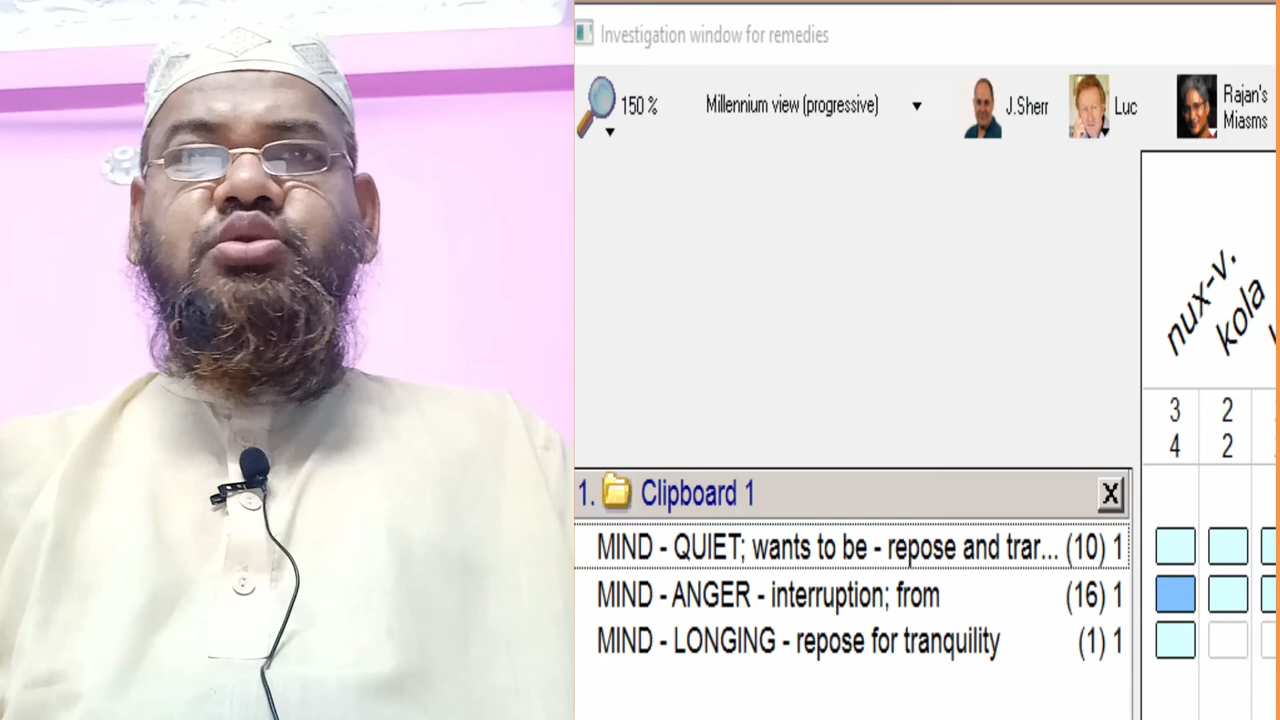 Investigation window for remedies
150 % Millennium view (progressive) J.Sherr Luc Rajan's
Miasms
nux-v.
kola
3 2
4 2
1. Clipboard 1 X
MIND - QUIET; wants to be - repose and trar... (10) 1
MIND - ANGER - interruption; from (16) 1
MIND - LONGING - repose for tranquility (1) 1